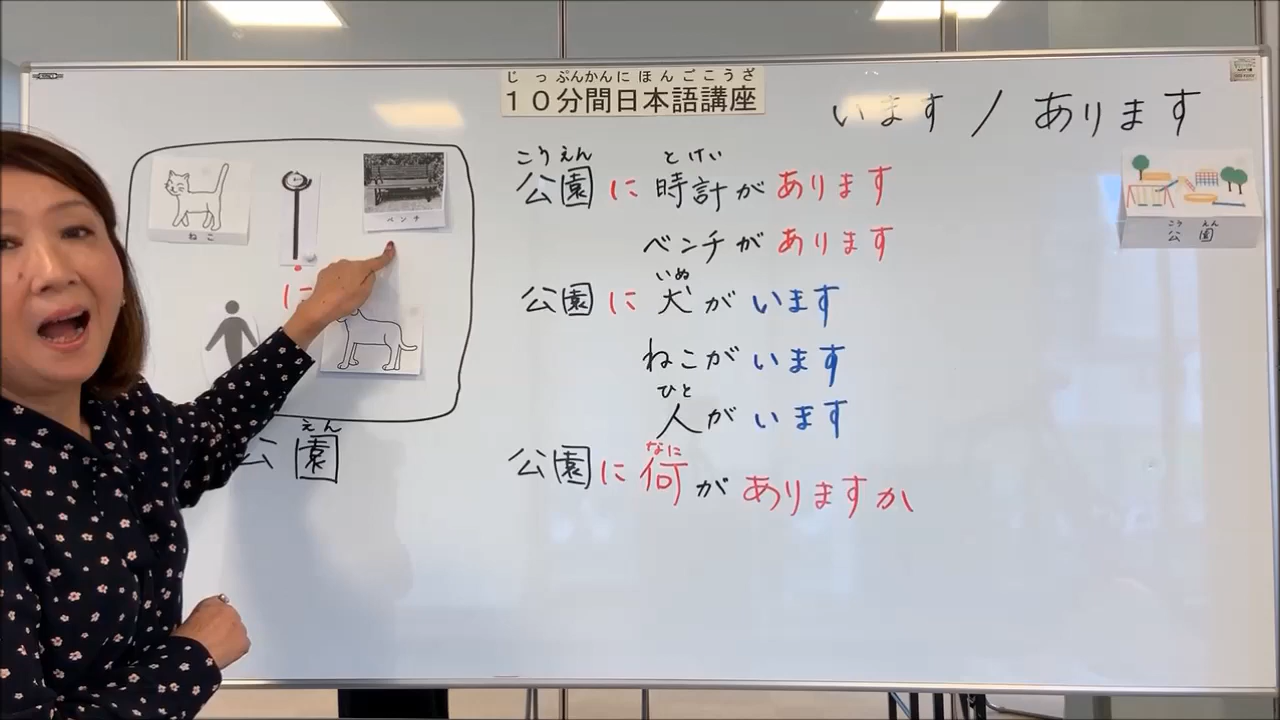 じっぷんかんにほんごこうざ
10分間日本語講座
います / あります
ねこ
ベンチ
に
えん
公園
こうえん とけい
公園に時計があります
ベンチがあります
いぬ
公園に犬がいます
ねこがいます
ひと
人がいます
なに
公園に何がありますか
こう えん
公園